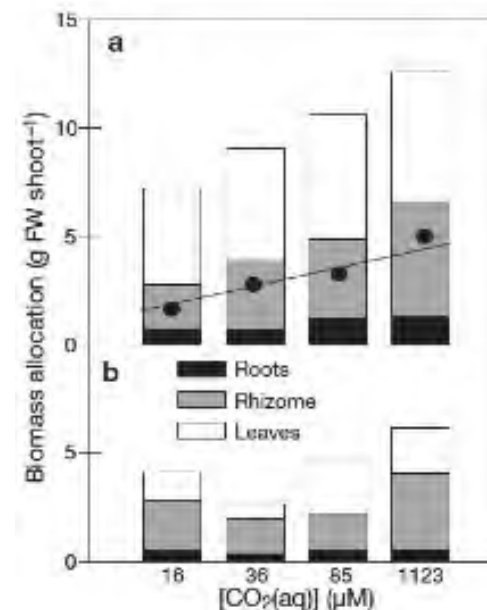 a
15
10
5
0
Biomass allocation (g FW shoot⁻¹)
b
Roots
Rhizome
Leaves
5
0
16 36 85 1123
[CO₂(aq)] (µM)